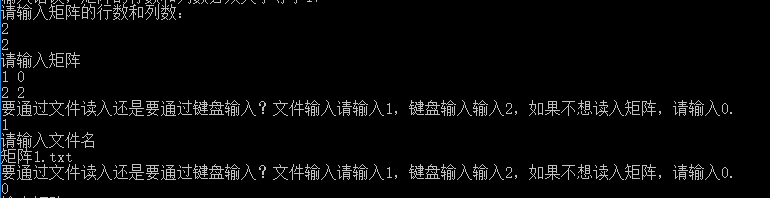 请输入矩阵的行数和列数：
2
2
请输入矩阵
1 0
2 2
要通过文件读入还是要通过键盘输入？文件输入请输入1，键盘输入输入2，如果不想读入矩阵，请输入0.
1
请输入文件名
矩阵1.txt
要通过文件读入还是要通过键盘输入？文件输入请输入1，键盘输入输入2，如果不想读入矩阵，请输入0.
0